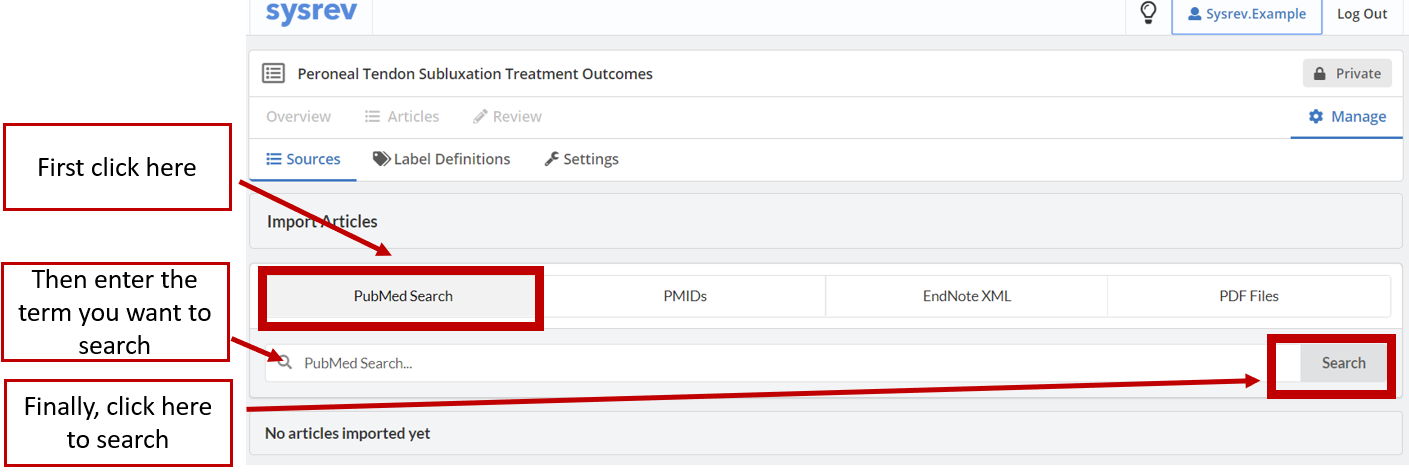 sysrev
Sysrev.Example
Log Out
Peroneal Tendon Subluxation Treatment Outcomes
Private
Overview
Articles
Review
Manage
First click here
Sources
Label Definitions
Settings
Import Articles
Then enter the
term you want to
search
PubMed Search
PMIDs
EndNote XML
PDF Files
PubMed Search...
Search
Finally, click here
to search
No articles imported yet